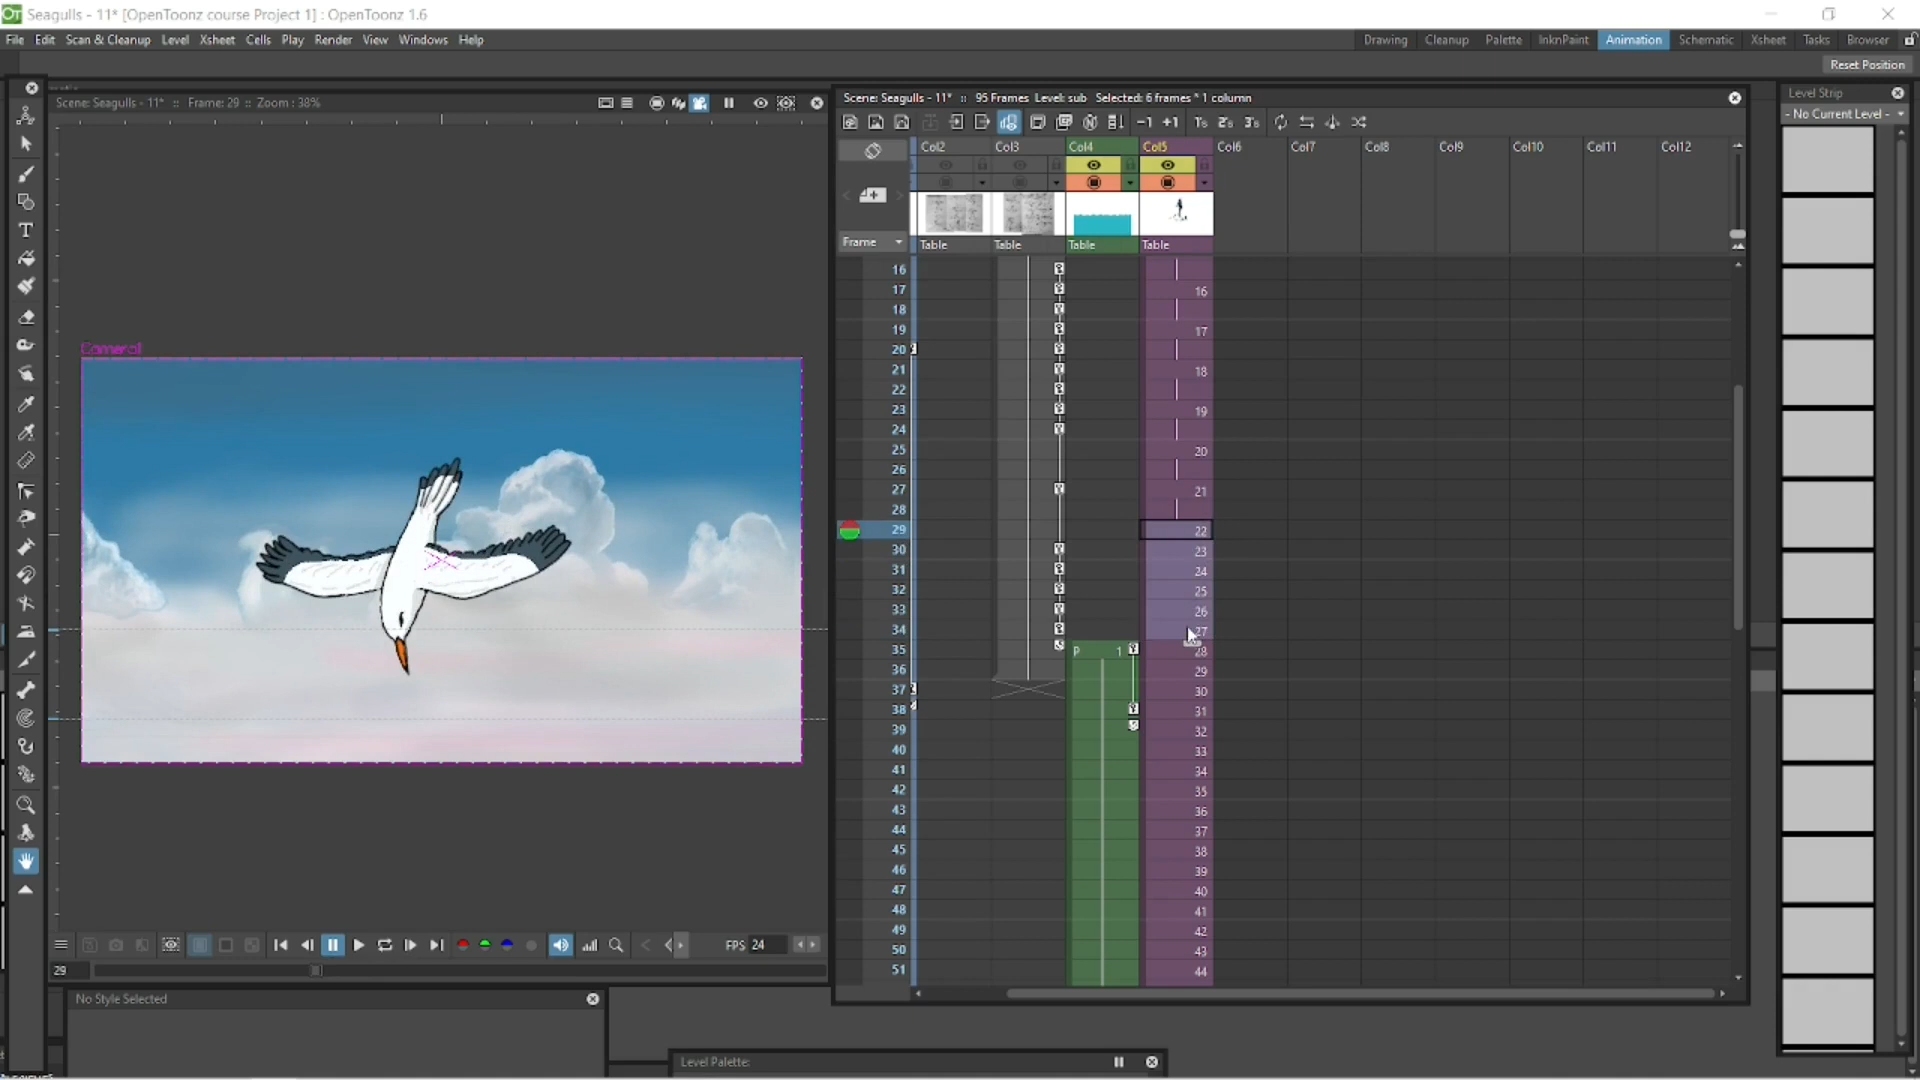 Seagulls - 11* [OpenToonz course Project 1] : OpenToonz 1.6
File Edit Scan & Cleanup Level Xsheet Cells Play Render View Windows Help
Drawing Cleanup Palette InknPaint Animation Schematic Xsheet Tasks Browser
Reset Position
Scene: Seagulls - 11* :: Frame: 29 :: Zoom : 38%
Camera1
FPS 24
29
No Style Selected
Level Palette:
Scene: Seagulls - 11* :: 95 Frames Level: sub Selected: 6 frames * 1 column
-1 +1 1's 2's 3's
Col2 Col3 Col4 Col5 Col6 Col7 Col8 Col9 Col10 Col11 Col12
Frame Table Table Table Table
16
17 16
18
19 17
20
21 18
22
23 19
24
25 20
26
27 21
28
29 22
30 23
31 24
32 25
33 26
34 27
35 P 1 28
36 29
37 30
38 31
39 32
40 33
41 34
42 35
43 36
44 37
45 38
46 39
47 40
48 41
49 42
50 43
51 44
Level Strip
- No Current Level -